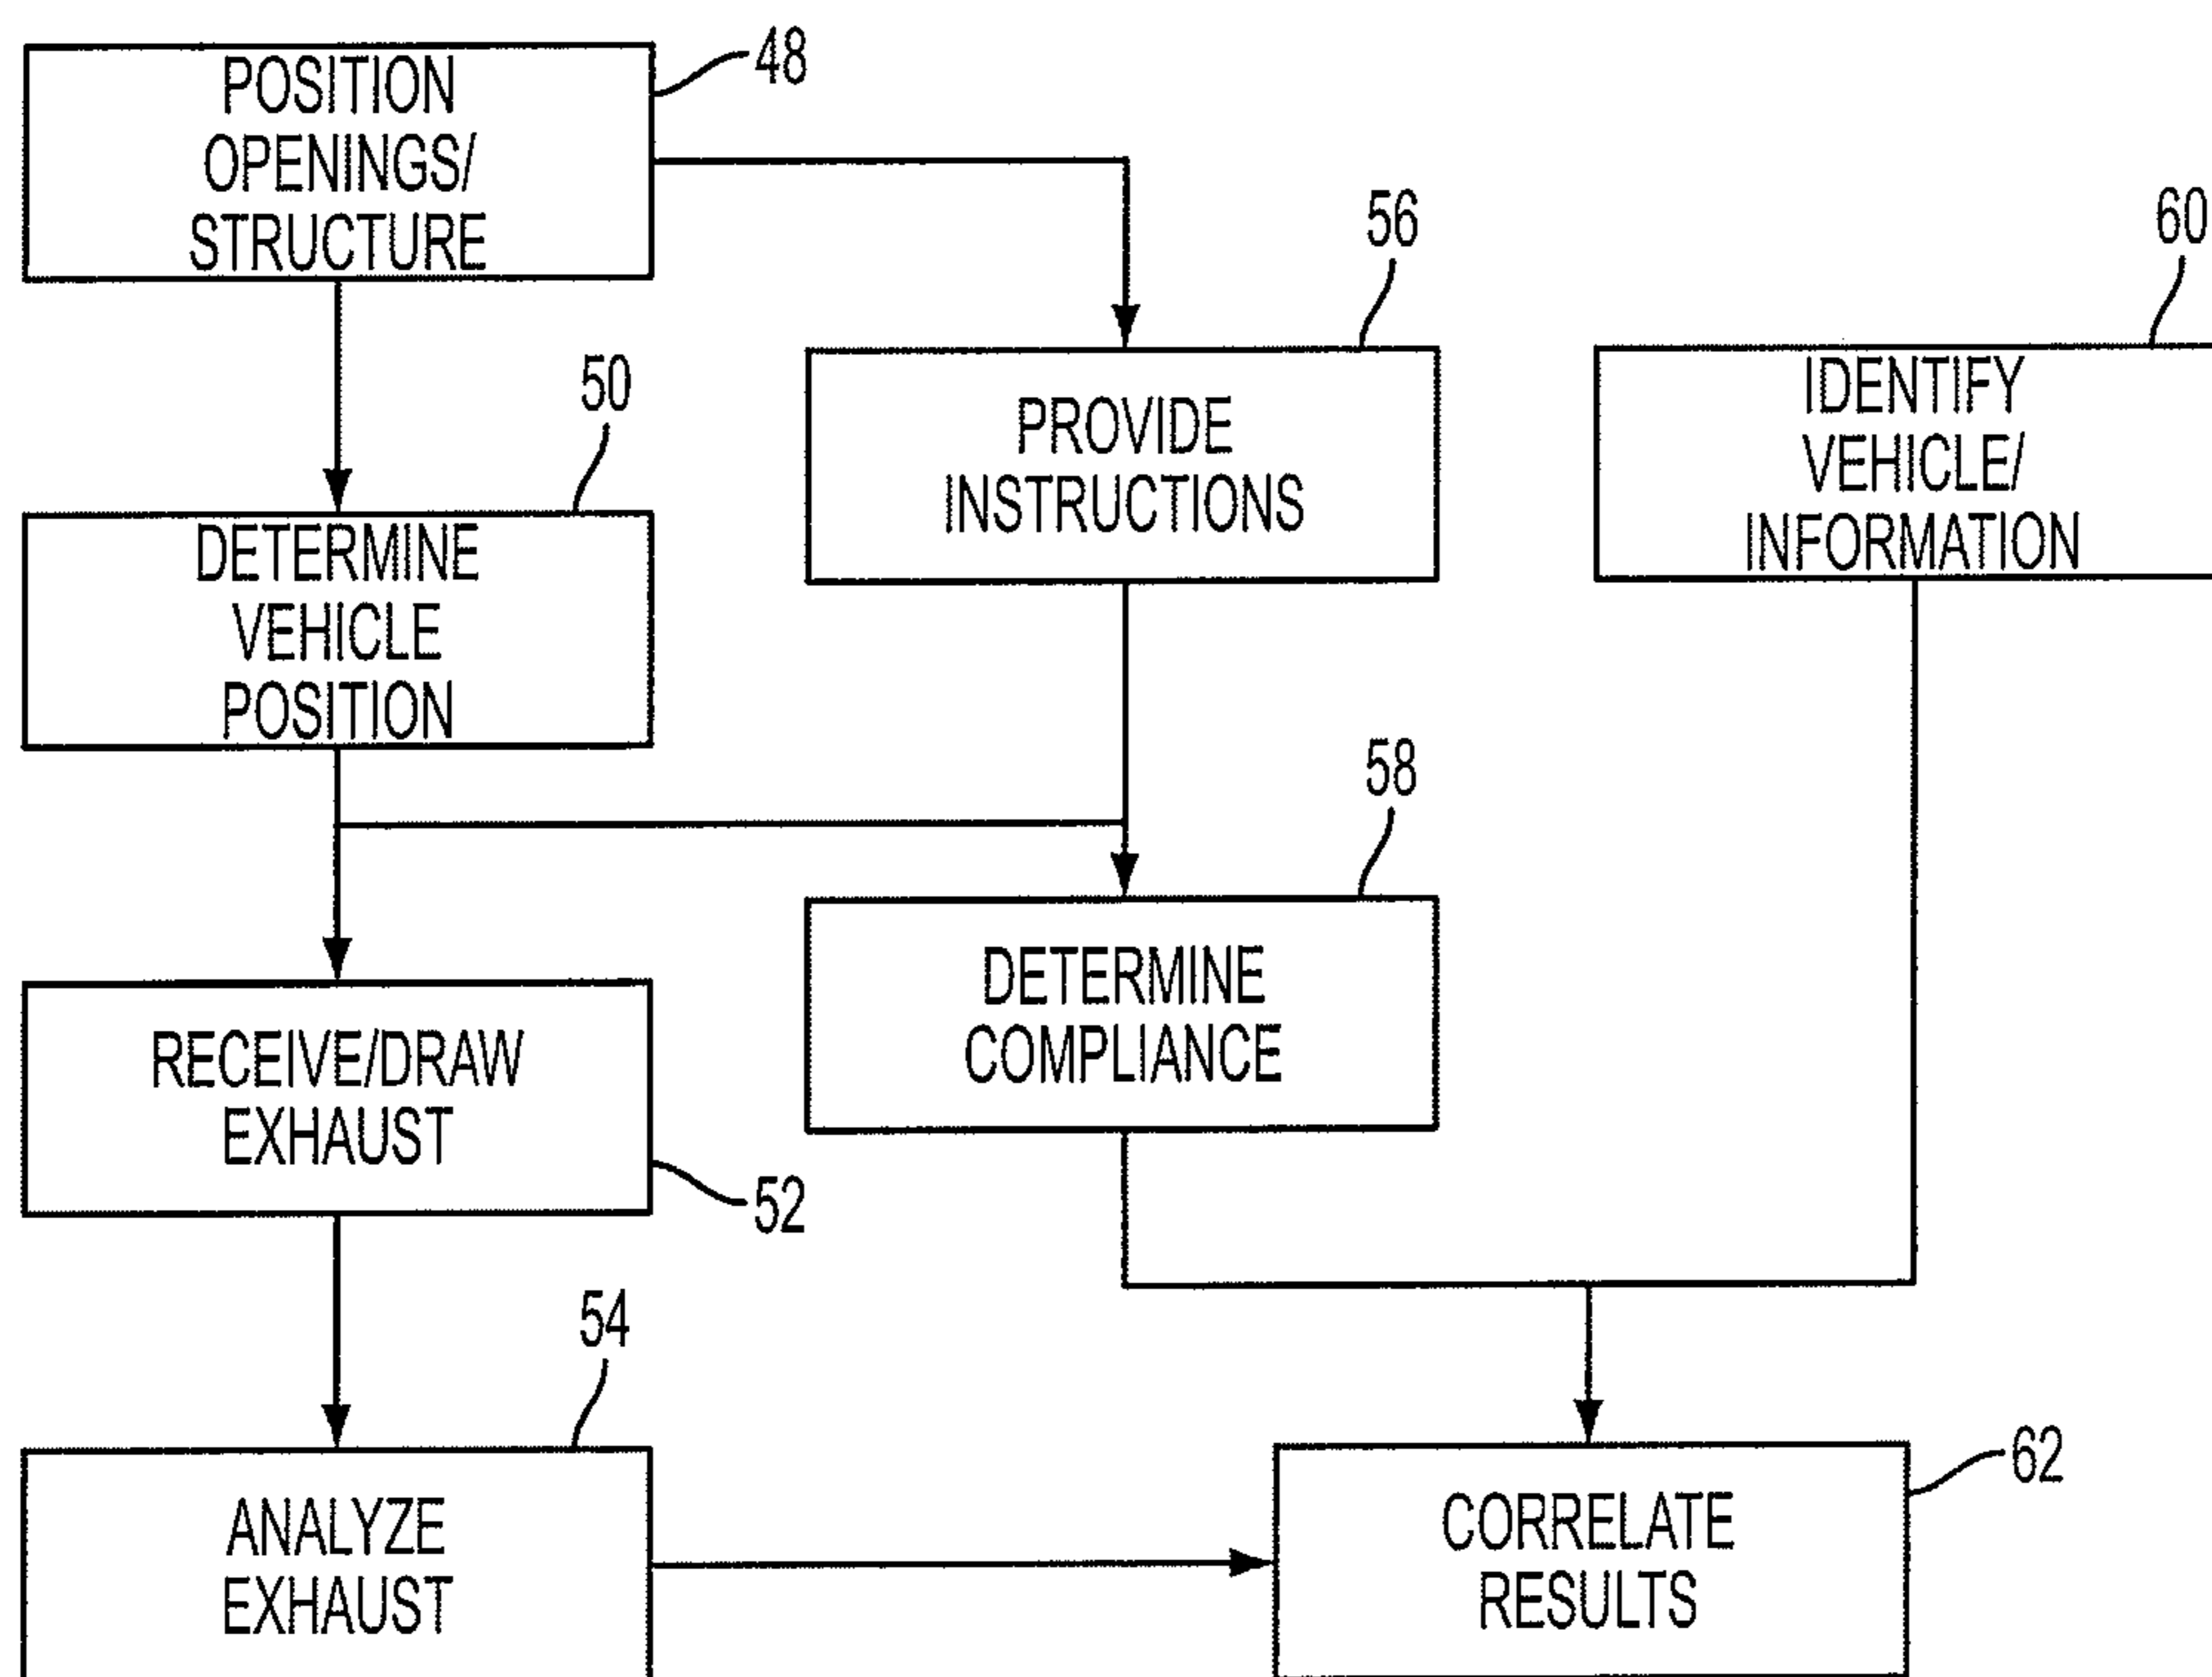 48
POSITION
OPENINGS/
STRUCTURE
56
PROVIDE
INSTRUCTIONS
60
IDENTIFY
VEHICLE/
INFORMATION
50
DETERMINE
VEHICLE
POSITION
58
DETERMINE
COMPLIANCE
RECEIVE/DRAW
EXHAUST
52
54
ANALYZE
EXHAUST
62
CORRELATE
RESULTS